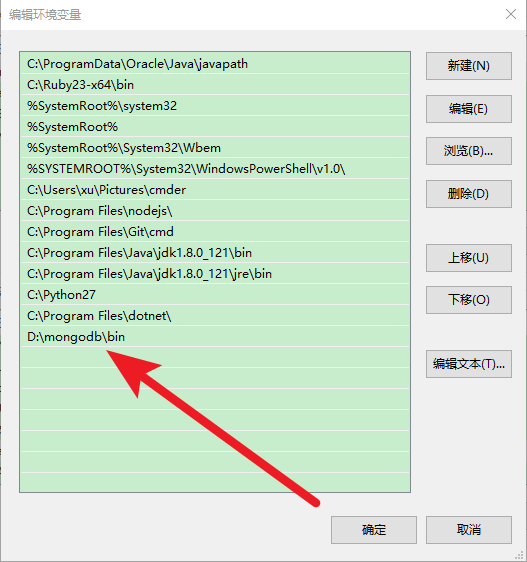 编辑环境变量
C:\ProgramData\Oracle\Java\javapath
C:\Ruby23-x64\bin
%SystemRoot%\system32
%SystemRoot%
%SystemRoot%\System32\Wbem
%SYSTEMROOT%\System32\WindowsPowerShell\v1.0\
C:\Users\xu\Pictures\cmder
C:\Program Files\nodejs\
C:\Program Files\Git\cmd
C:\Program Files\Java\jdk1.8.0_121\bin
C:\Program Files\Java\jdk1.8.0_121\jre\bin
C:\Python27
C:\Program Files\dotnet\
D:\mongodb\bin
新建(N)
编辑(E)
浏览(B)...
删除(D)
上移(U)
下移(O)
编辑文本(T)...
确定
取消